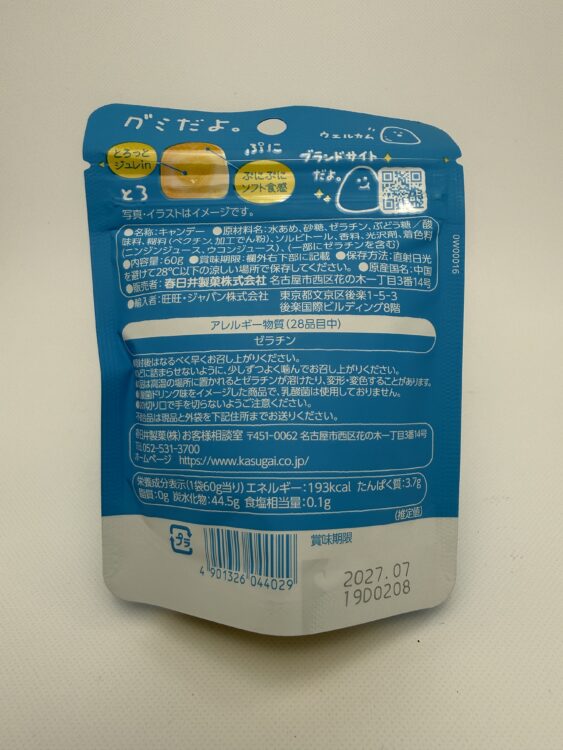 グミだよ。
ウェルカム
とろっと
ジュレin
ぷに
ぷにぷに
ソフト食感
ブランドサイト
だよ。
とろ
写真・イラストはイメージです。
●名称:キャンデー ●原材料名:水あめ、砂糖、ゼラチン、ぶどう糖/酸
味料、糊料(ペクチン、加工でん粉)、ソルビトール、香料、光沢剤、着色料
(ニンジンジュース、ウコンジュース)、(一部にゼラチンを含む)
●内容量:60g ●賞味期限:欄外右下部に記載 ●保存方法:直射日光
を避けて28℃以下の涼しい場所で保存してください。 ●原産国名:中国
●販売者:春日井製菓株式会社 名古屋市西区花の木一丁目3番14号
●輸入者:旺旺・ジャパン株式会社 東京都文京区後楽1-5-3
後楽国際ビルディング8階
0W00016
アレルギー物質(28品目中)
ゼラチン
開封後はなるべく早くお召し上がりください。
のどに詰まらせないように、少しずつよく噛んでお召し上がりください。
は高温の場所に置かれるとゼラチンが溶けたり、変形・変色することがあります。
菌ドリンク味をイメージした商品で、乳酸菌は使用しておりません。
切り口で手を切らないようご注意ください。
品は現品と外袋を下記住所までお送りください。
春日井製菓(株)お客様相談室 〒451-0062 名古屋市西区花の木一丁目3番14号
TEL 052-531-3700
ホームページ https://www.kasugai.co.jp/
栄養成分表示(1袋60g当り)エネルギー:193kcal たんぱく質:3.7g
脂質:0g 炭水化物:44.5g 食塩相当量:0.1g
(推定値)
プラ
4 901326 044029
賞味期限
2027.07
19D0208